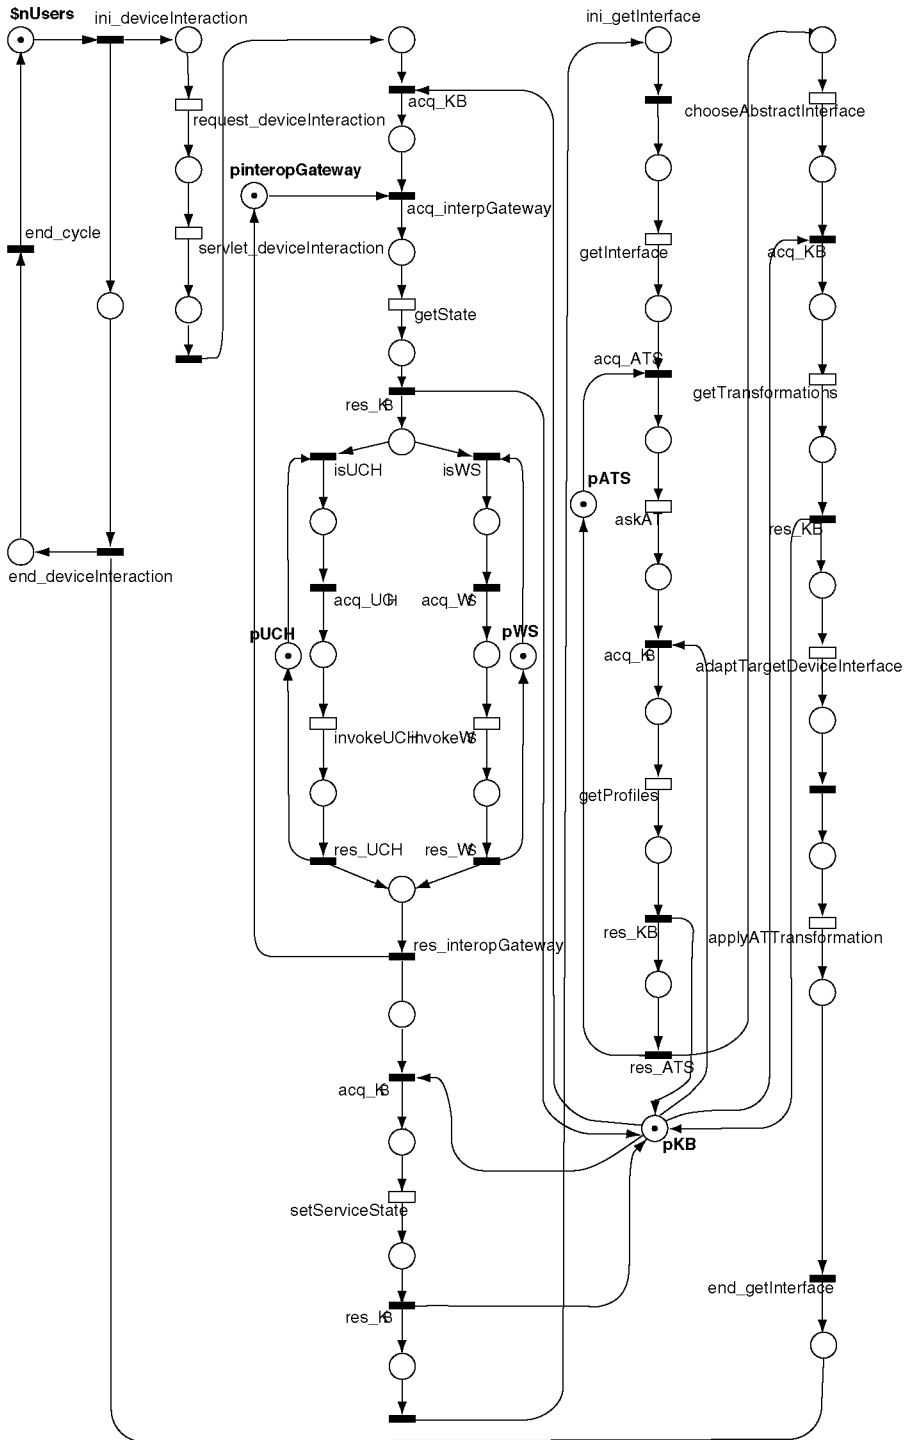 $nUsers
ini_deviceInteraction
ini_getInterface
acq_KB
chooseAbstractInterface
request_deviceInteraction
pinteropGateway
acq_interpGateway
end_cycle
servlet_deviceInteraction
getInterface
acq_KB
getState
acq_ATS
getTransformations
res_KB
isUCH
isWS
pATS
askAT
res_KB
end_deviceInteraction
acq_UCH
acq_WS
pUCH
pWS
acq_KB
adaptTargetDeviceInterface
invokeUCH
invokeWS
getProfiles
res_UCH
res_WS
res_KB
applyATTransformation
res_interopGateway
res_ATS
acq_KB
pKB
setServiceState
end_getInterface
res_KB